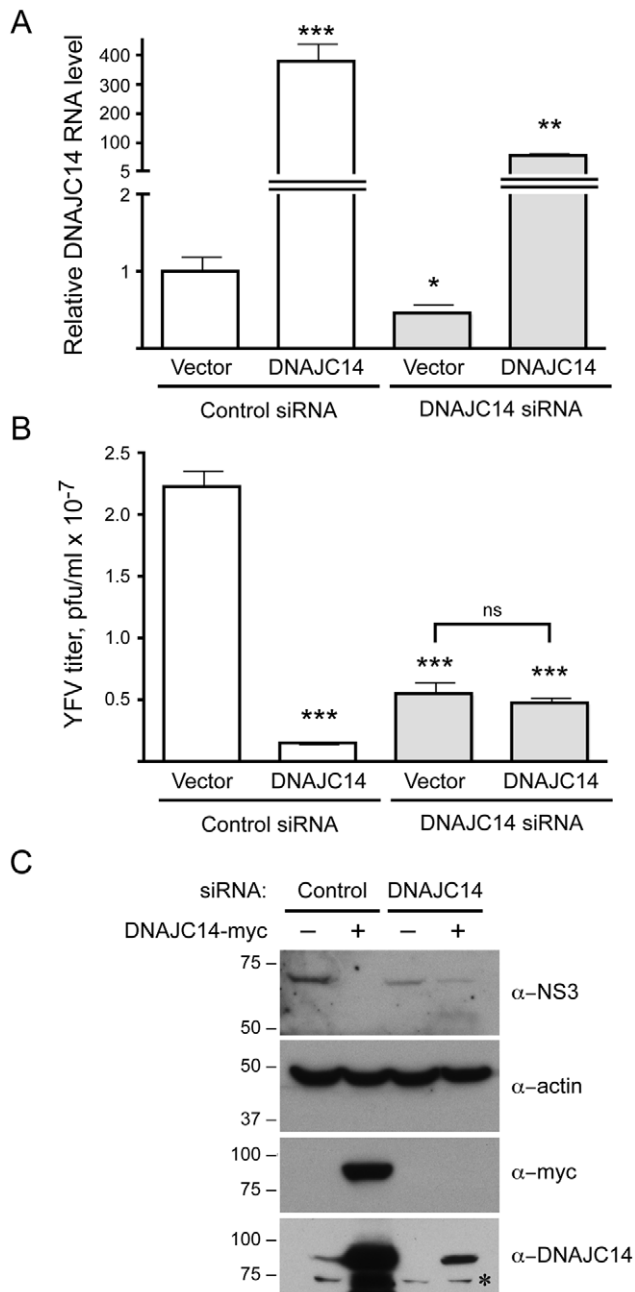 A
Relative DNAJC14 RNA level
400
300
200
100
5
2
1
***
*
**
Vector DNAJC14 Vector DNAJC14
Control siRNA DNAJC14 siRNA
B
YFV titer, pfu/ml x 10-7
2.5
2.0
1.5
1.0
0.5
***
ns
***
***
Vector DNAJC14 Vector DNAJC14
Control siRNA DNAJC14 siRNA
C
siRNA: Control DNAJC14
DNAJC14-myc – + – +
75 –
50 –
α–NS3
50 –
37 –
α–actin
100 –
75 –
α–myc
100 –
75 –
α–DNAJC14
*